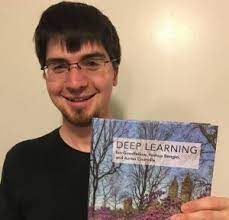 DEEP LEARNING
Ian Goodfellow, Yoshua Bengio,
and Aaron Courville